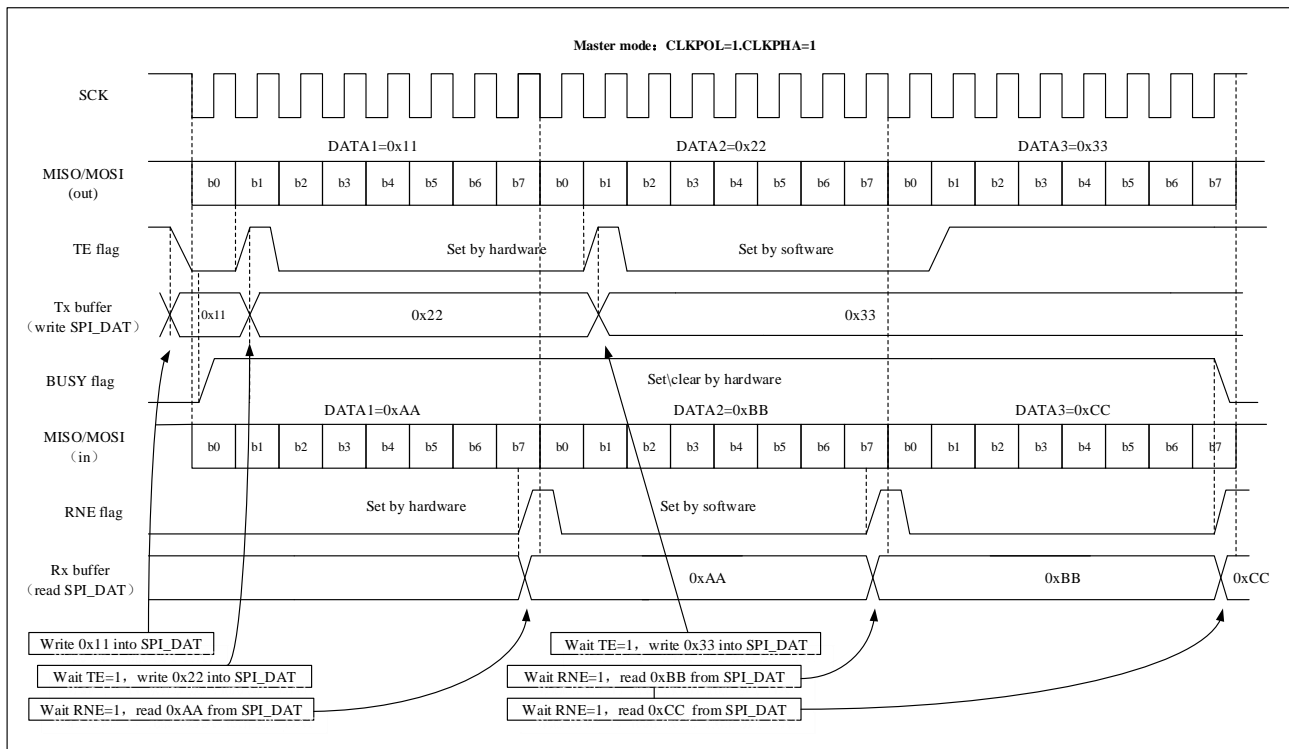 Master mode：CLKPOL=1.CLKPHA=1
SCK
DATA1=0x11 DATA2=0x22 DATA3=0x33
MISO/MOSI
(out)
b0 b1 b2 b3 b4 b5 b6 b7 b0 b1 b2 b3 b4 b5 b6 b7 b0 b1 b2 b3 b4 b5 b6 b7
TE flag
Set by hardware Set by software
Tx buffer
（write SPI_DAT）
0x11 0x22 0x33
BUSY flag
Set\clear by hardware
DATA1=0xAA DATA2=0xBB DATA3=0xCC
MISO/MOSI
(in)
b0 b1 b2 b3 b4 b5 b6 b7 b0 b1 b2 b3 b4 b5 b6 b7 b0 b1 b2 b3 b4 b5 b6 b7
RNE flag
Set by hardware Set by software
Rx buffer
（read SPI_DAT）
0xAA 0xBB 0xCC
Write 0x11 into SPI_DAT
Wait TE=1，write 0x33 into SPI_DAT
Wait TE=1，write 0x22 into SPI_DAT
Wait RNE=1，read 0xBB from SPI_DAT
Wait RNE=1，read 0xAA from SPI_DAT
Wait RNE=1，read 0xCC from SPI_DAT